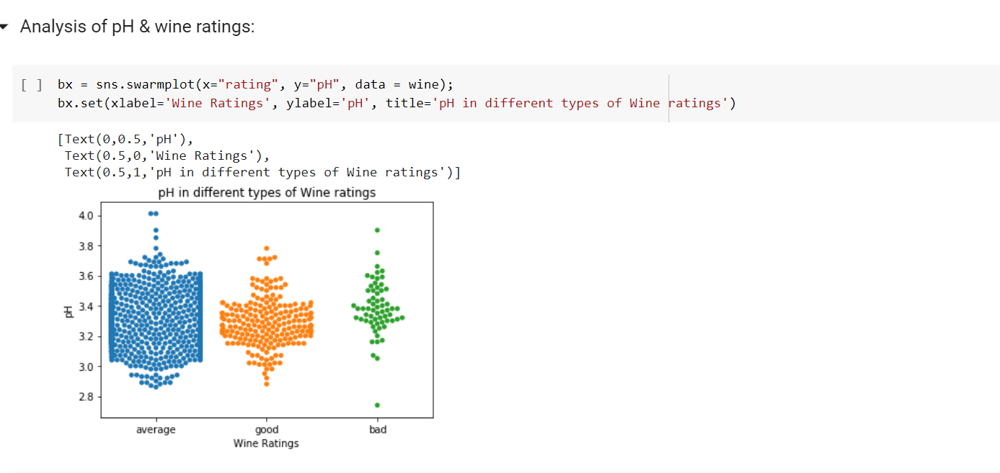 Analysis of pH & wine ratings:
[ ] bx = sns.swarmplot(x="rating", y="pH", data = wine);
bx.set(xlabel='Wine Ratings', ylabel='pH', title='pH in different types of Wine ratings')
[Text(0,0.5,'pH'),
Text(0.5,0,'Wine Ratings'),
Text(0.5,1,'pH in different types of Wine ratings')]
pH in different types of Wine ratings
4.0
3.8
3.6
3.4
3.2
3.0
2.8
pH
average good bad
Wine Ratings